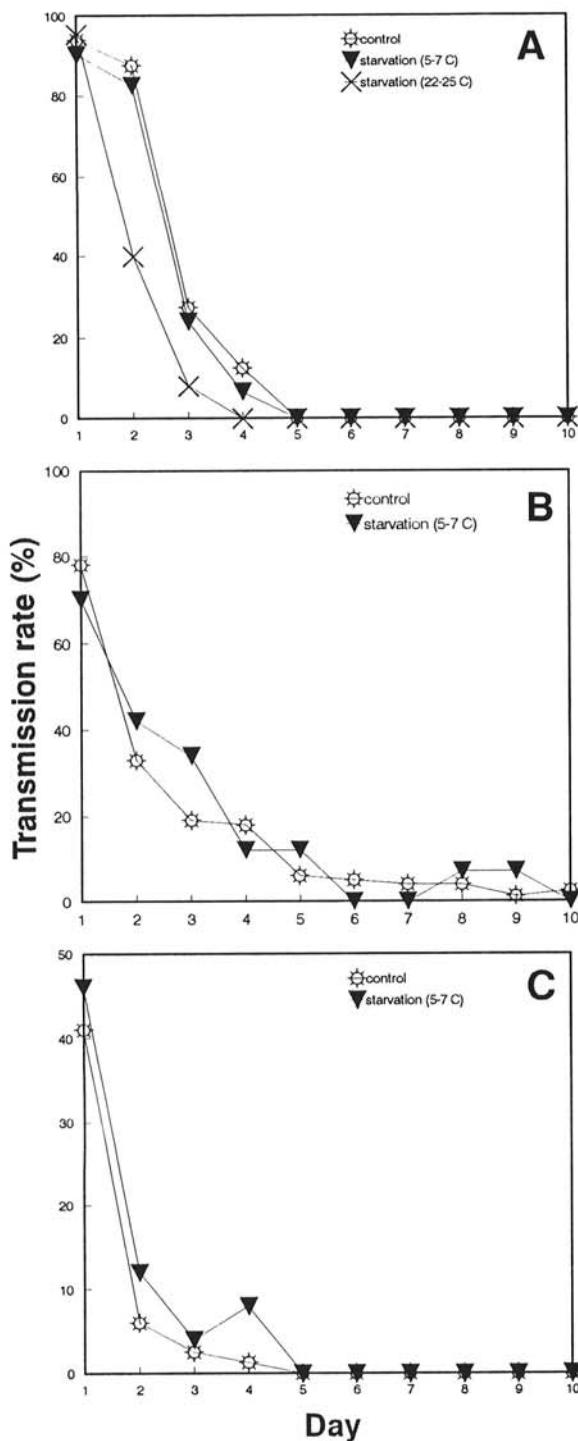 A
control
starvation (5-7 C)
starvation (22-25 C)
100
80
60
40
20
0
1 2 3 4 5 6 7 8 9 10
B
control
starvation (5-7 C)
100
80
60
40
20
0
1 2 3 4 5 6 7 8 9 10
Transmission rate (%)
C
control
starvation (5-7 C)
50
40
30
20
10
0
1 2 3 4 5 6 7 8 9 10
Day